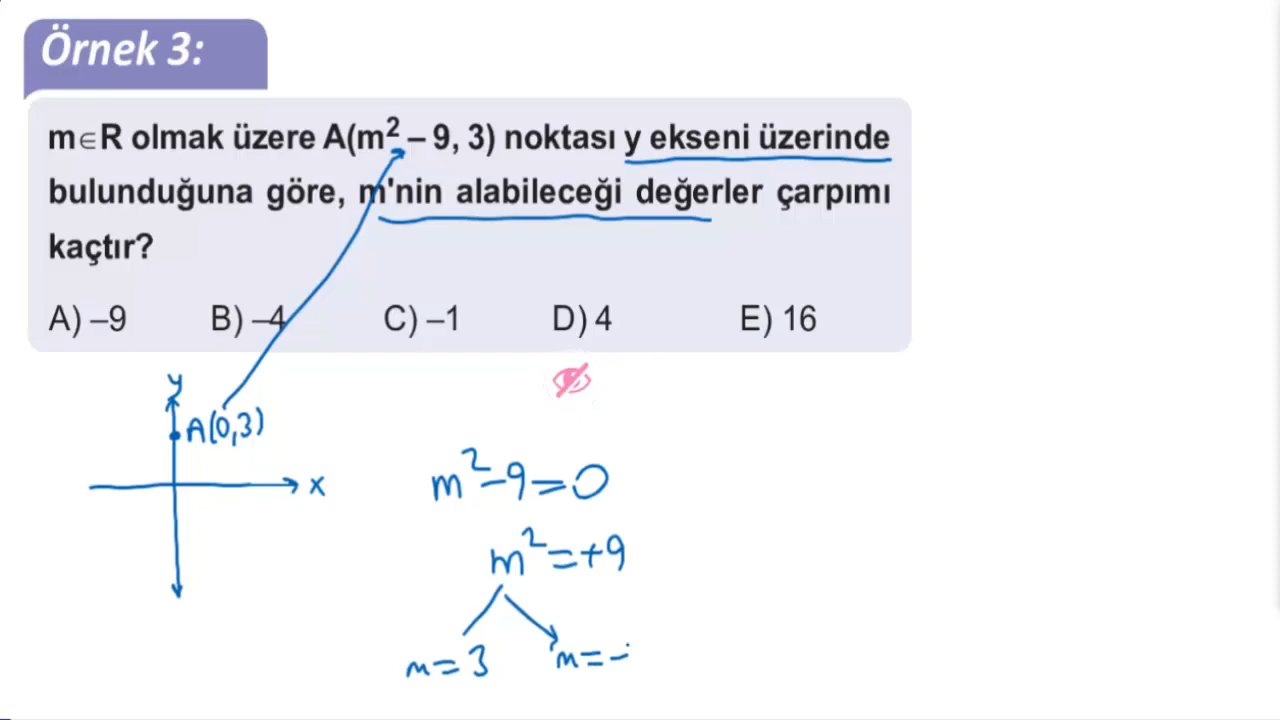 Örnek 3:
m∈R olmak üzere A(m² – 9, 3) noktası y ekseni üzerinde
bulunduğuna göre, m'nin alabileceği değerler çarpımı
kaçtır?
A) –9 B) –4 C) –1 D) 4 E) 16
y
A(0,3)
x
m²-9=0
m²=+9
m=3 m=-